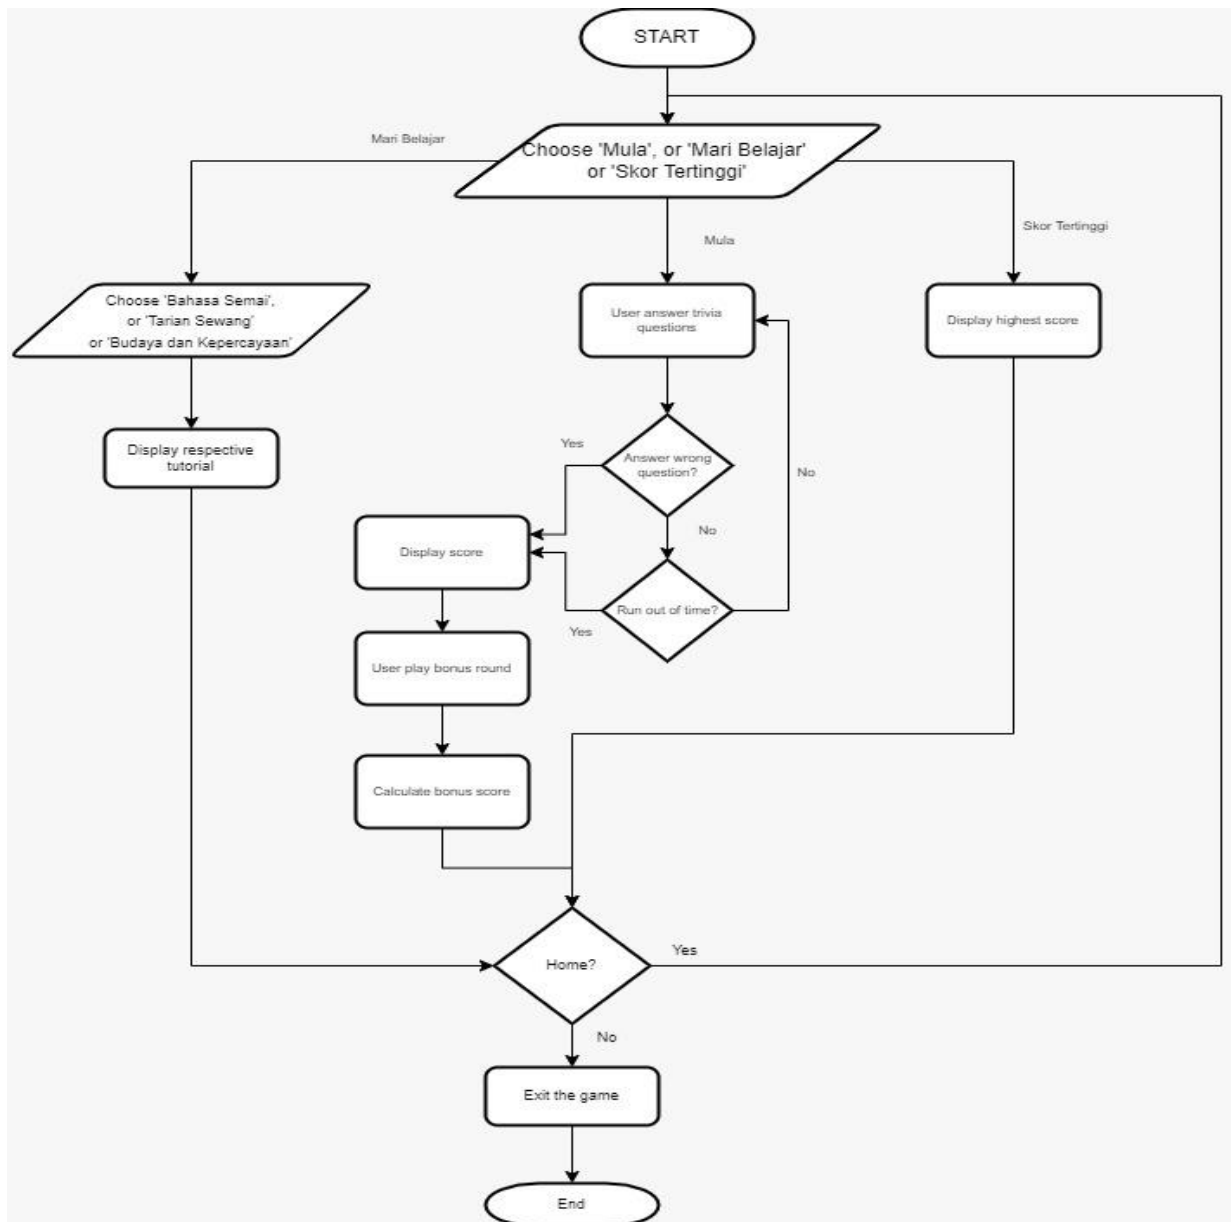 START
Mari Belajar
Choose 'Mula', or 'Mari Belajar'
or 'Skor Tertinggi'
Mula
Skor Tertinggi
Choose 'Bahasa Semai',
or 'Tarian Sewang'
or 'Budaya dan Kepercayaan'
User answer trivia
questions
Display highest score
Display respective
tutorial
Yes
Answer wrong
question?
No
No
Display score
Run out of time?
Yes
User play bonus round
Calculate bonus score
Home?
Yes
No
Exit the game
End